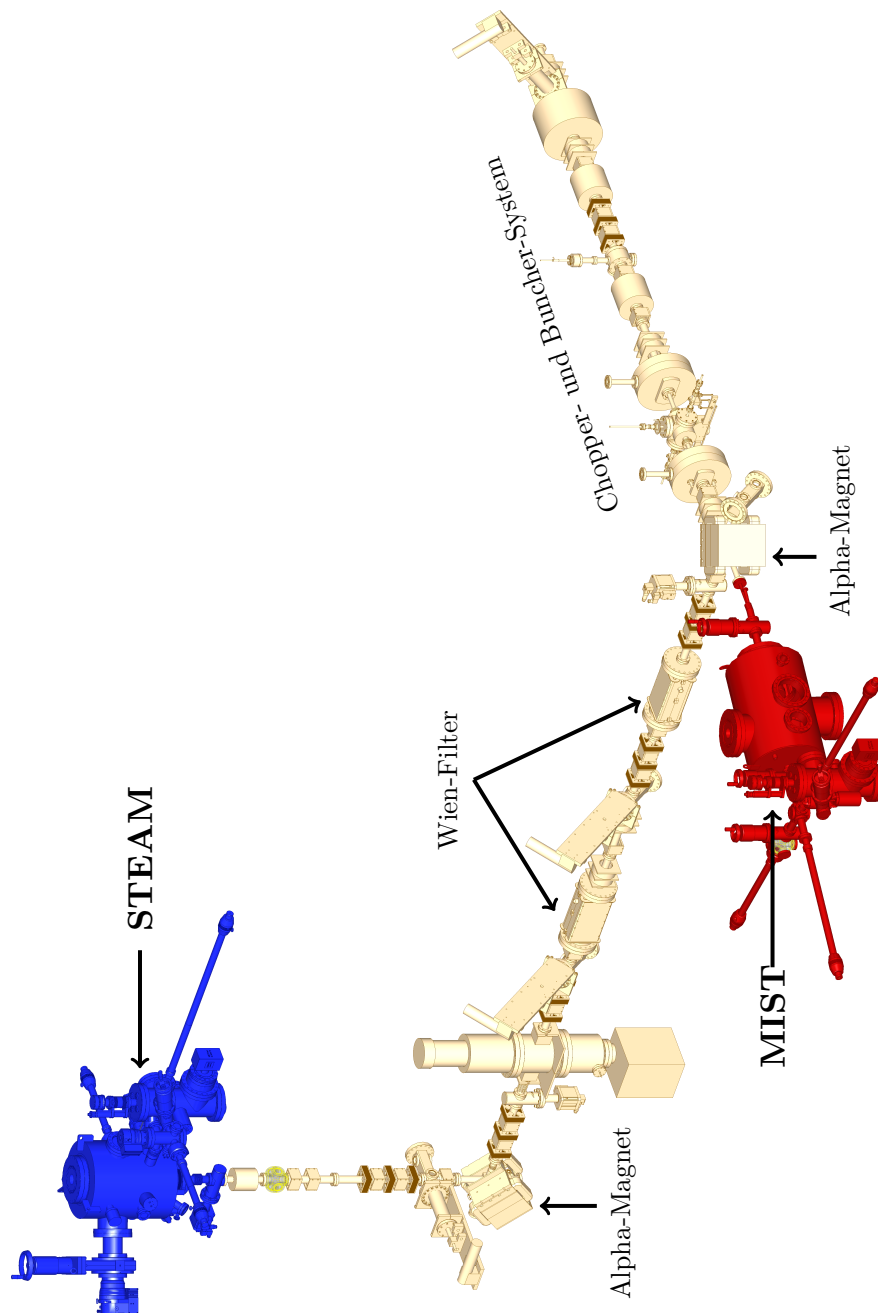 STEAM
Chopper- und Buncher-System
Wien-Filter
Alpha-Magnet
MIST
Alpha-Magnet